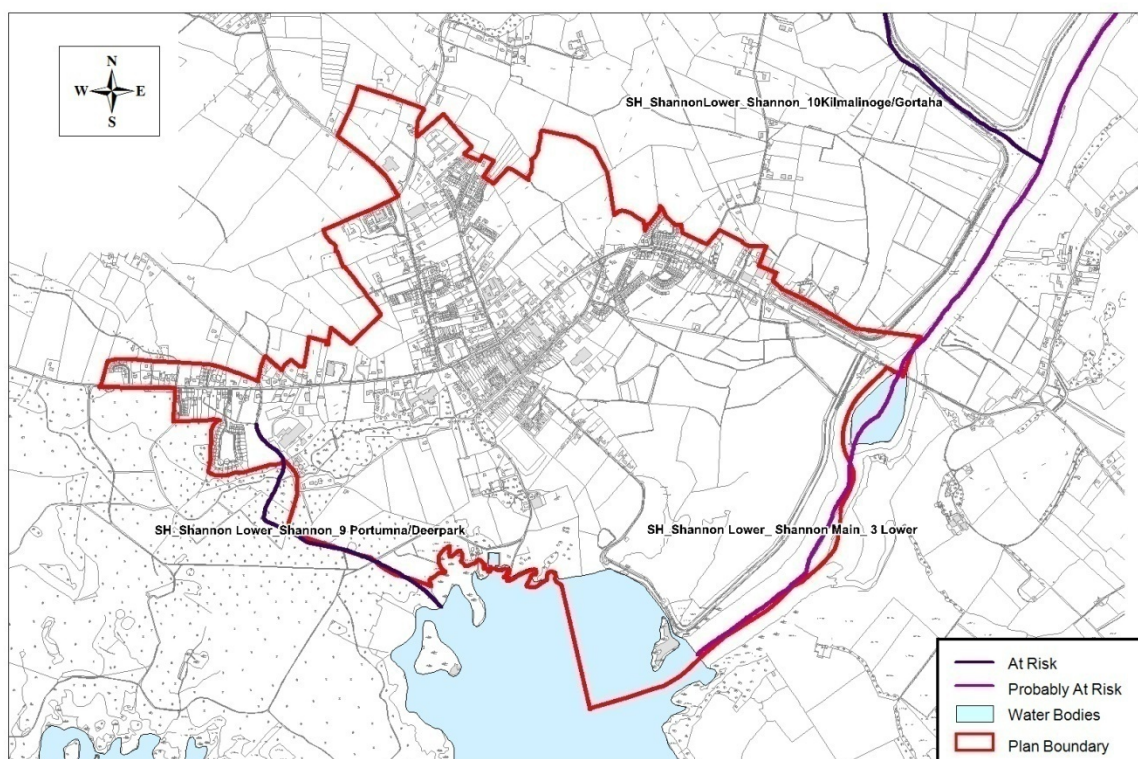 N
W E
S
SH_ShannonLower_Shannon_10Kilmalinoge/Gortaha
SH_Shannon Lower_Shannon_9 Portumna/Deerpark
SH_Shannon Lower_ Shannon Main_ 3 Lower
At Risk
Probably At Risk
Water Bodies
Plan Boundary